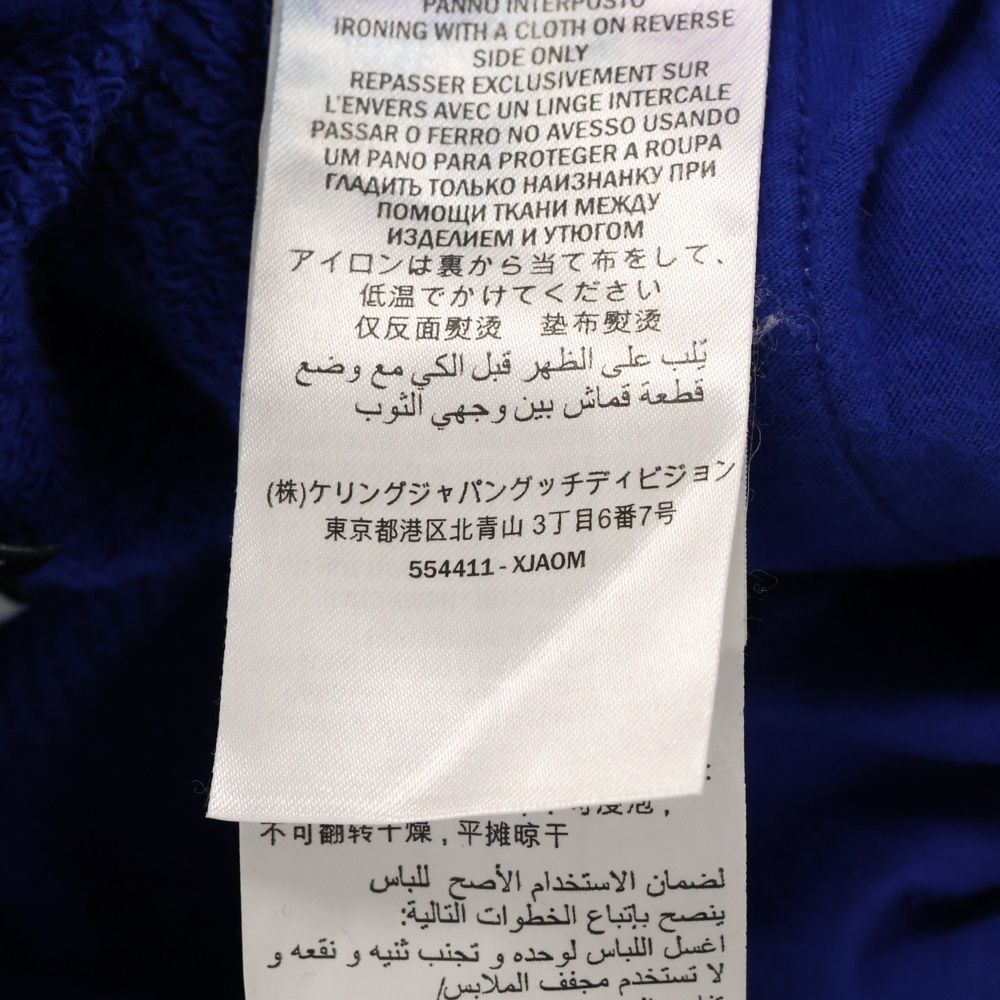 PANNO INTERPOSTO
IRONING WITH A CLOTH ON REVERSE
SIDE ONLY
REPASSER EXCLUSIVEMENT SUR
L'ENVERS AVEC UN LINGE INTERCALE
PASSAR O FERRO NO AVESSO USANDO
UM PANO PARA PROTEGER A ROUPA
ГЛАДИТЬ ТОЛЬКО НАИЗНАНКУ ПРИ
ПОМОЩИ ТКАНИ МЕЖДУ
ИЗДЕЛИЕМ И УТЮГОМ
アイロンは裏から当て布をして、
低温でかけてください
仅反面熨烫 垫布熨烫
يُلب على الظهر قبل الكي مع وضع
قطعة قماش بين وجهي الثوب
(株)ケリングジャパングッチディビジョン
東京都港区北青山 3丁目6番7号
554411 - XJAOM
不可翻转干燥，平摊晾干
لضمان الاستخدام الأصح للباس
ينصح بإتباع الخطوات التالية:
اغسل اللباس لوحده و تجنب ثنيه و نقعه و
لا تستخدم مجفف الملابس/